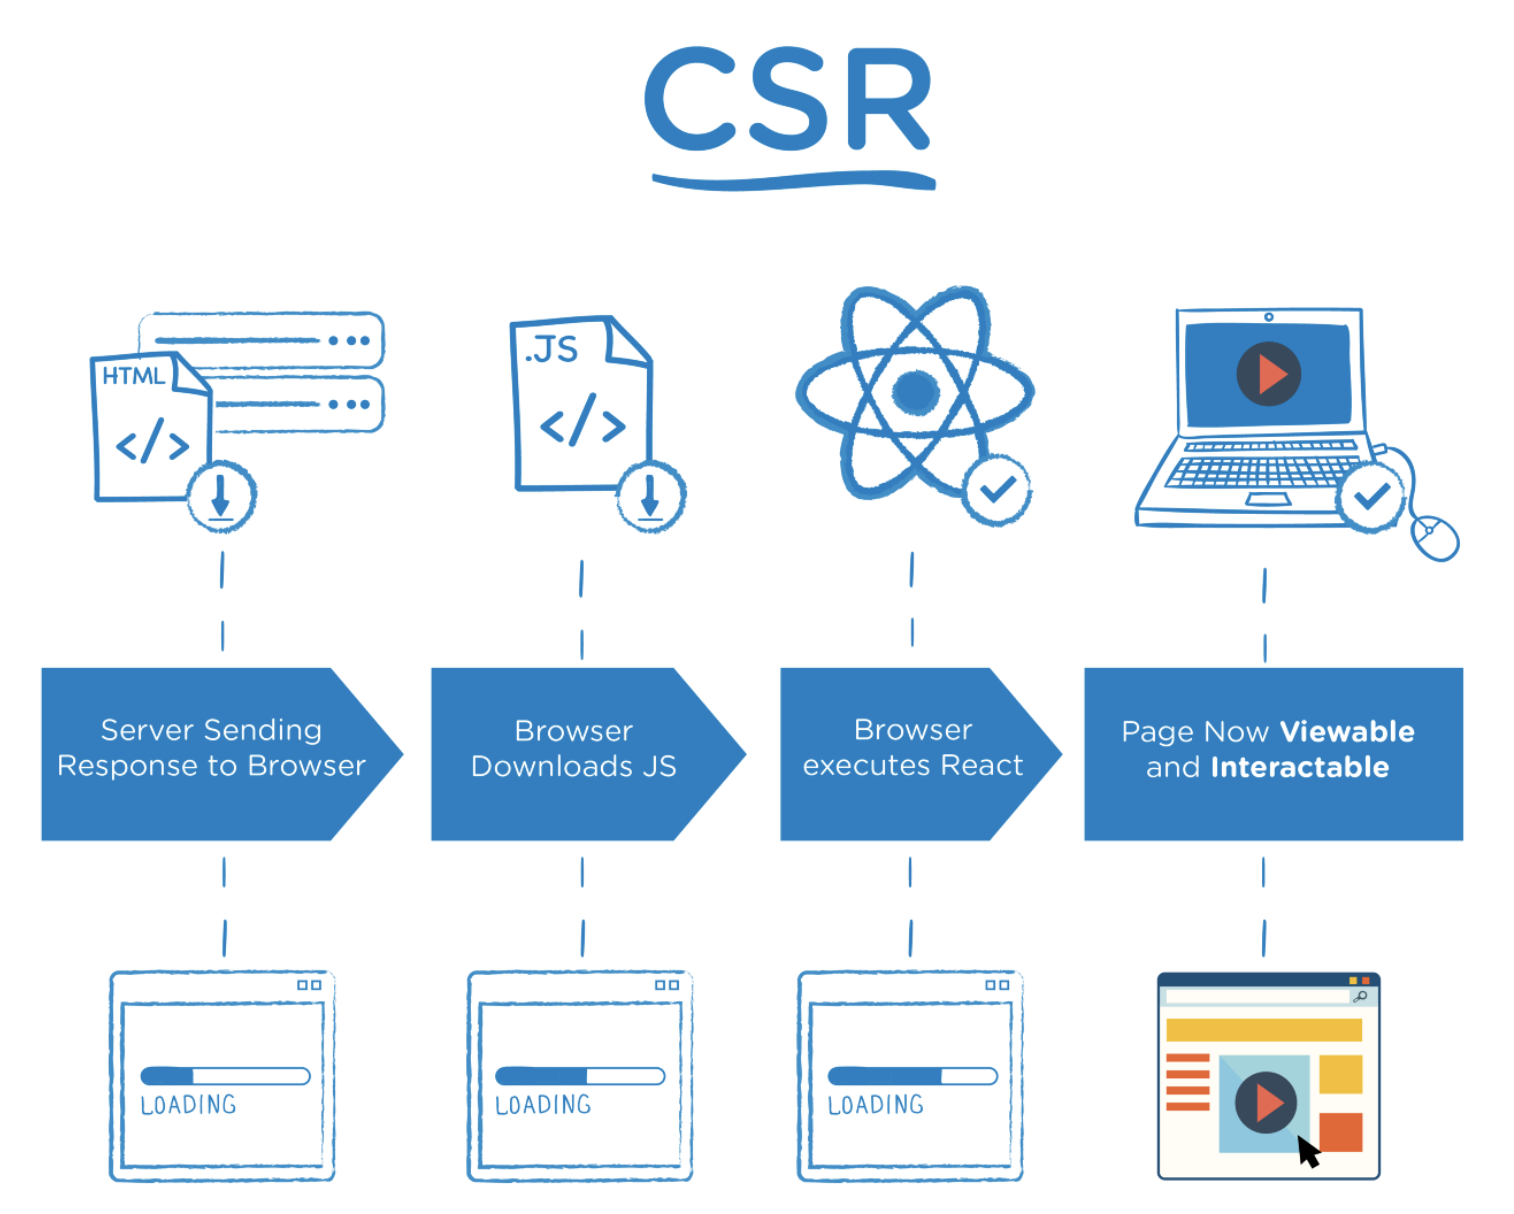 CSR
HTML
</>
.JS
</>
Server Sending
Response to Browser
Browser
Downloads JS
Browser
executes React
Page Now Viewable
and Interactable
LOADING
LOADING
LOADING